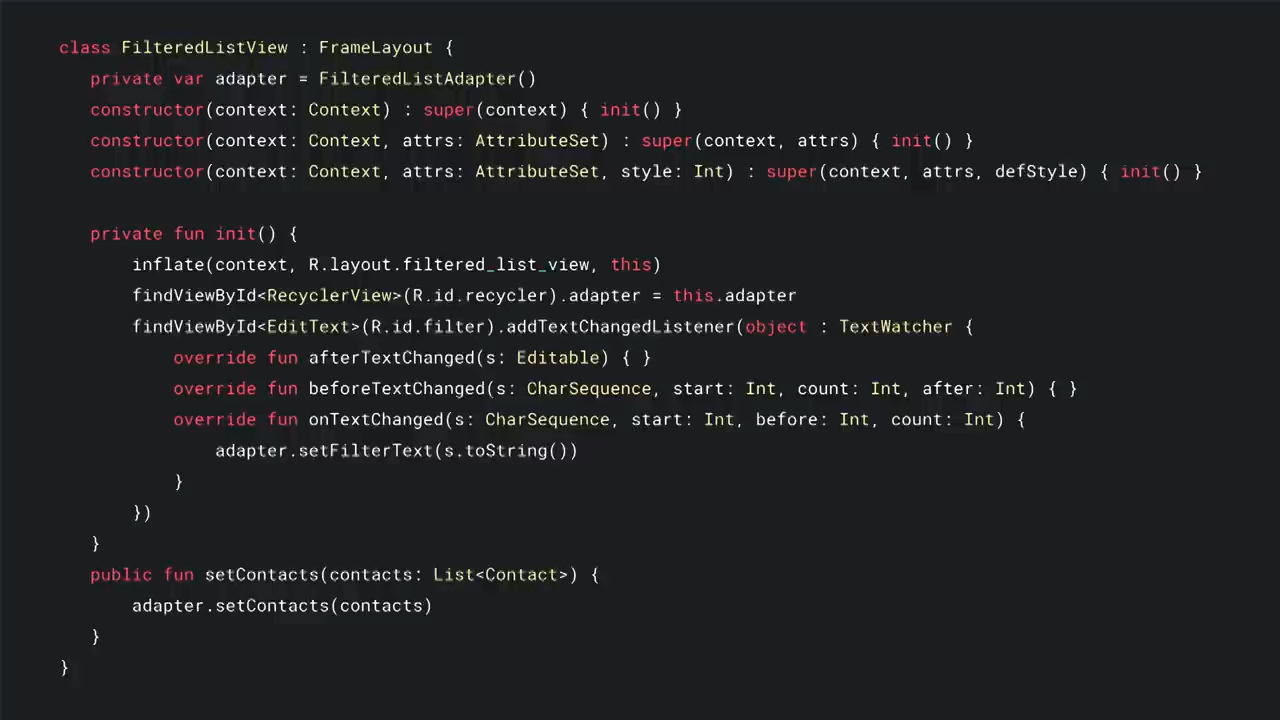 class FilteredListView : FrameLayout {
private var adapter = FilteredListAdapter()
constructor(context: Context) : super(context) { init() }
constructor(context: Context, attrs: AttributeSet) : super(context, attrs) { init() }
constructor(context: Context, attrs: AttributeSet, style: Int) : super(context, attrs, defStyle) { init() }
private fun init() {
inflate(context, R.layout.filtered_list_view, this)
findViewById<RecyclerView>(R.id.recycler).adapter = this.adapter
findViewById<EditText>(R.id.filter).addTextChangedListener(object : TextWatcher {
override fun afterTextChanged(s: Editable) { }
override fun beforeTextChanged(s: CharSequence, start: Int, count: Int, after: Int) { }
override fun onTextChanged(s: CharSequence, start: Int, before: Int, count: Int) {
adapter.setFilterText(s.toString())
}
})
}
public fun setContacts(contacts: List<Contact>) {
adapter.setContacts(contacts)
}
}